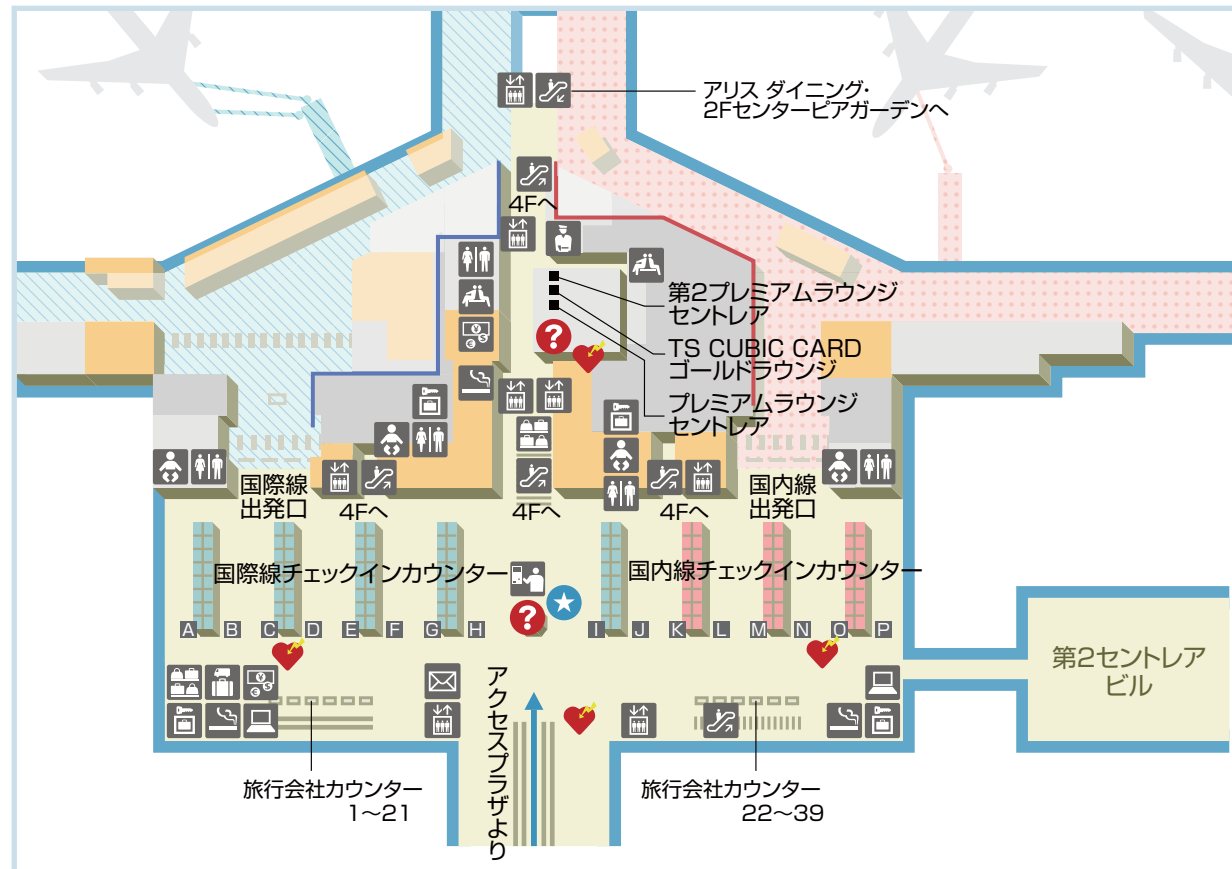 アリス ダイニング・
2Fセンターピアガーデンへ
4Fへ
第2プレミアムラウンジ
セントレア
TS CUBIC CARD
ゴールドラウンジ
プレミアムラウンジ
セントレア
?
国際線
出発口
4Fへ
4Fへ
4Fへ
国内線
出発口
国際線チェックインカウンター
国内線チェックインカウンター
?
A B C D E F G H I J K L M N O P
第2セントレア
ビル
アクセスプラザより
旅行会社カウンター
1〜21
旅行会社カウンター
22〜39